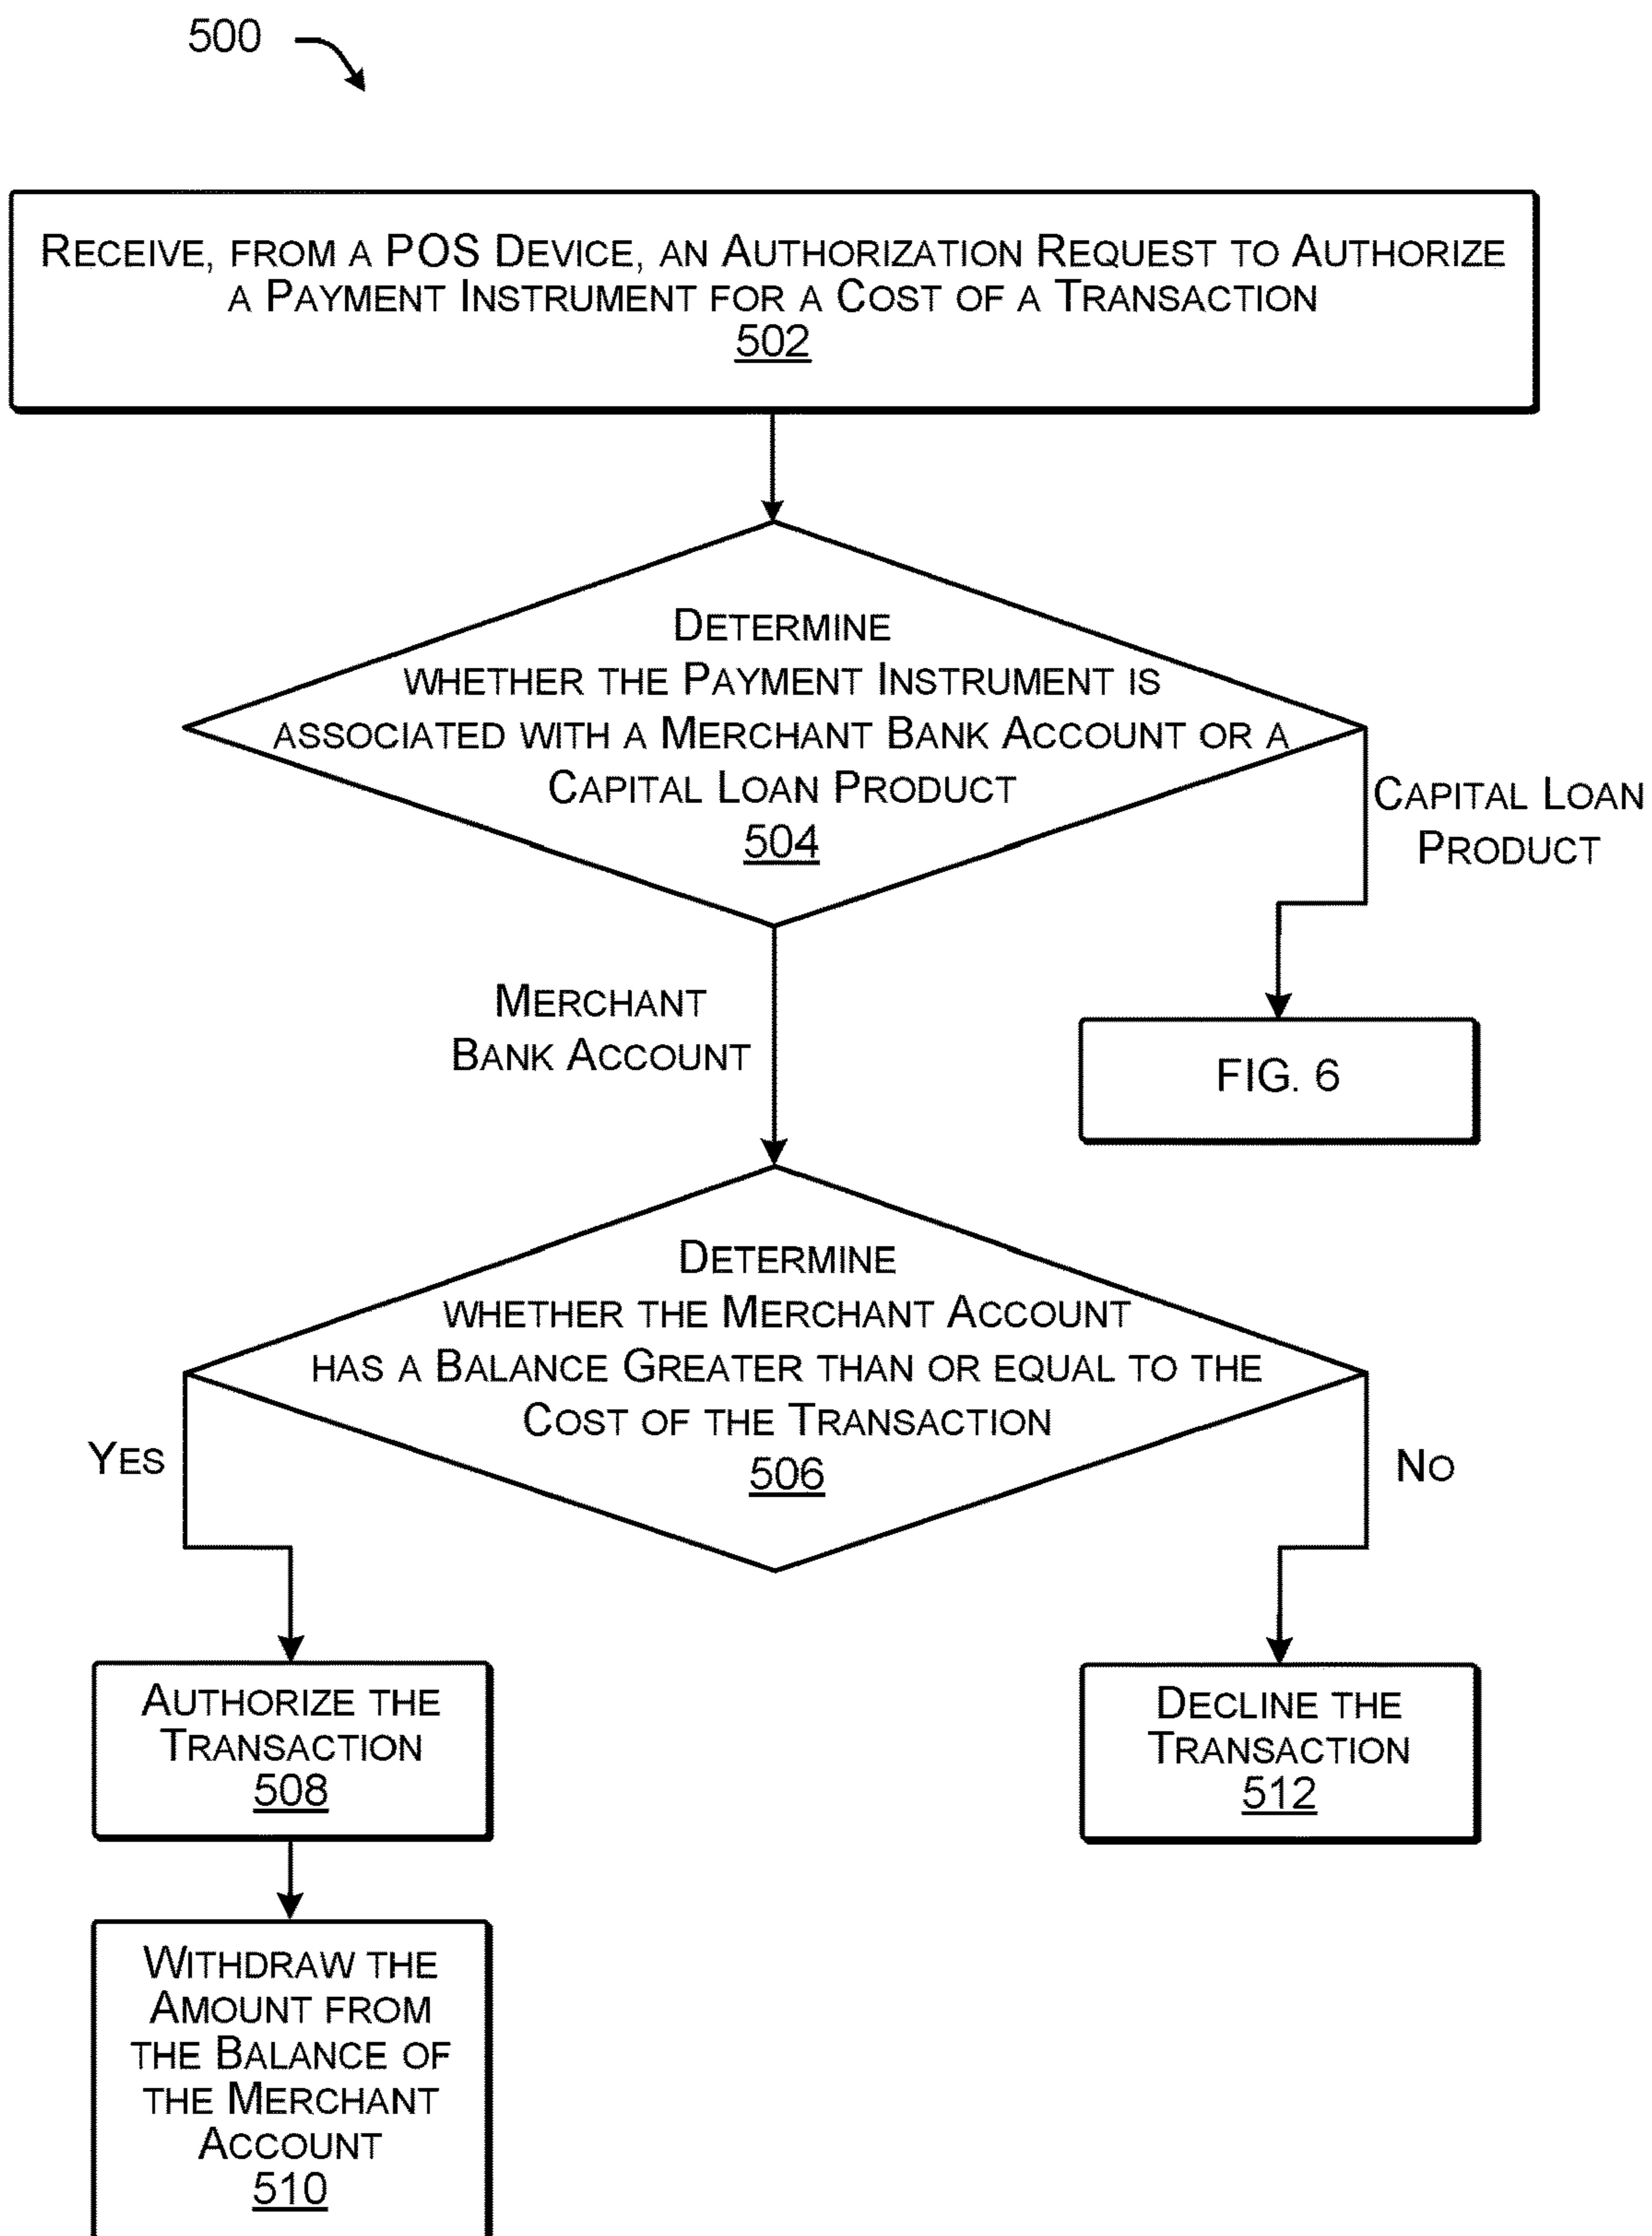 500
RECEIVE, FROM A POS DEVICE, AN AUTHORIZATION REQUEST TO AUTHORIZE
A PAYMENT INSTRUMENT FOR A COST OF A TRANSACTION
502
DETERMINE
WHETHER THE PAYMENT INSTRUMENT IS
ASSOCIATED WITH A MERCHANT BANK ACCOUNT OR A
CAPITAL LOAN PRODUCT
504
CAPITAL LOAN
PRODUCT
MERCHANT
BANK ACCOUNT
FIG. 6
DETERMINE
WHETHER THE MERCHANT ACCOUNT
HAS A BALANCE GREATER THAN OR EQUAL TO THE
COST OF THE TRANSACTION
506
YES
NO
AUTHORIZE THE
TRANSACTION
508
DECLINE THE
TRANSACTION
512
WITHDRAW THE
AMOUNT FROM
THE BALANCE OF
THE MERCHANT
ACCOUNT
510